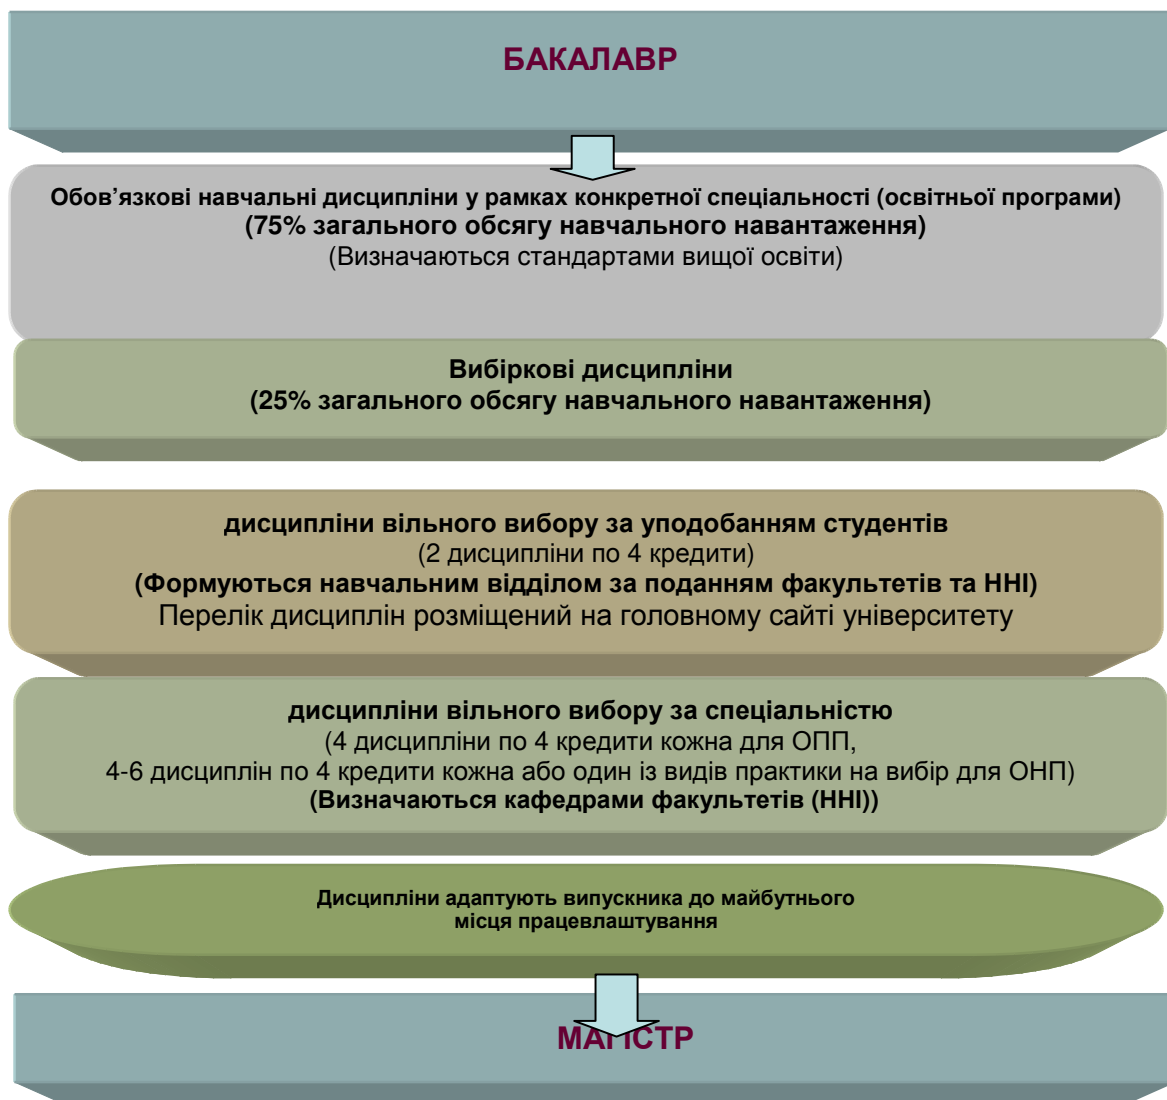 БАКАЛАВР
Обов’язкові навчальні дисципліни у рамках конкретної спеціальності (освітньої програми)
(75% загального обсягу навчального навантаження)
(Визначаються стандартами вищої освіти)
Вибіркові дисципліни
(25% загального обсягу навчального навантаження)
дисципліни вільного вибору за уподобанням студентів
(2 дисципліни по 4 кредити)
(Формуються навчальним відділом за поданням факультетів та ННІ)
Перелік дисциплін розміщений на головному сайті університету
дисципліни вільного вибору за спеціальністю
(4 дисципліни по 4 кредити кожна для ОПП,
4-6 дисциплін по 4 кредити кожна або один із видів практики на вибір для ОНП)
(Визначаються кафедрами факультетів (ННІ))
Дисципліни адаптують випускника до майбутнього
місця працевлаштування
МАГІСТР